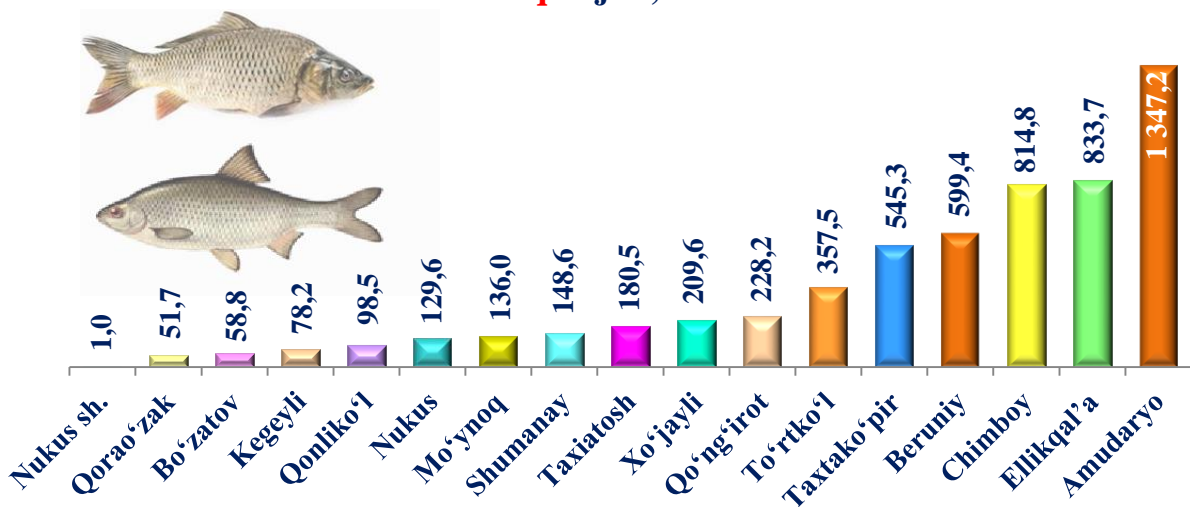 1,0
51,7
58,8
78,2
98,5
129,6
136,0
148,6
180,5
209,6
228,2
357,5
545,3
599,4
814,8
833,7
1 347,2
Nukus sh.
Qorao‘zak
Bo‘zatov
Kegeyli
Qonliko‘l
Nukus
Mo‘ynoq
Shumanay
Taxiatosh
Xo‘jayli
Qo‘ng‘irot
To‘rtko‘l
Taxtako‘pir
Beruniy
Chimboy
Ellikqal’a
Amudaryo